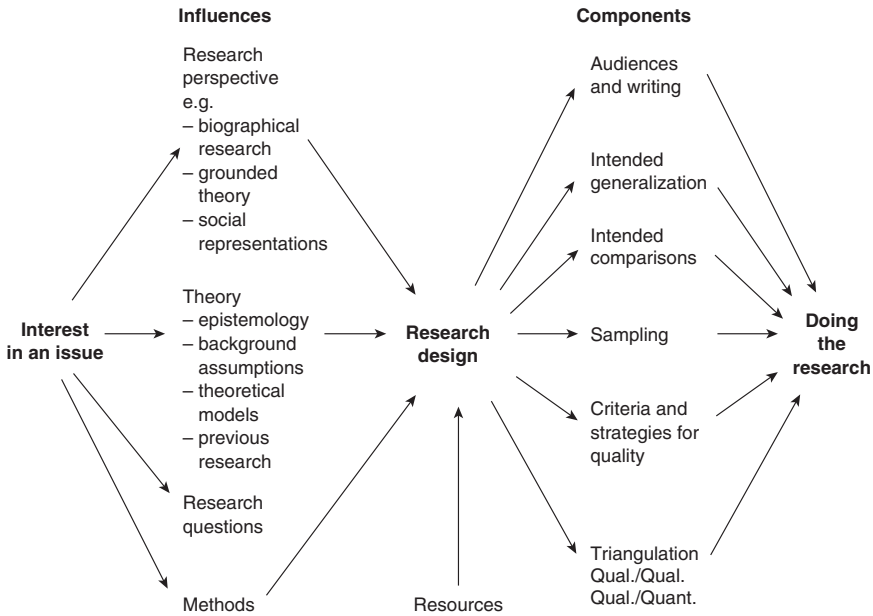 Influences
Components
Research
perspective
e.g.
– biographical
research
– grounded
theory
– social
representations
Audiences
and writing
Intended
generalization
Intended
comparisons
Interest
in an issue
Theory
– epistemology
– background
assumptions
– theoretical
models
– previous
research
Research
design
Sampling
Doing
the
research
Criteria and
strategies for
quality
Research
questions
Methods
Resources
Triangulation
Qual./Qual.
Qual./Quant.